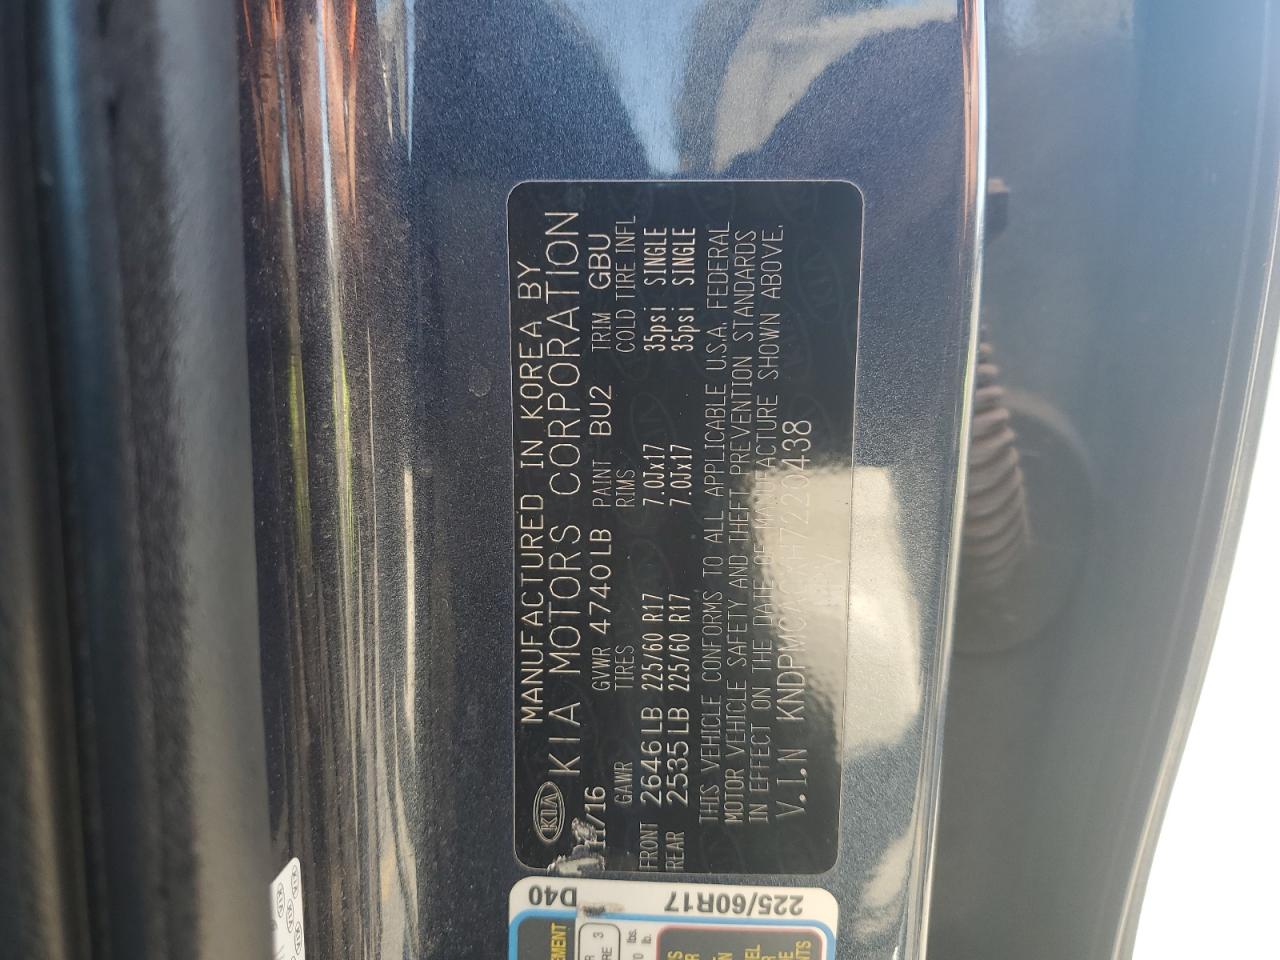 KIA
MANUFACTURED IN KOREA BY
KIA MOTORS CORPORATION
11/16 GVWR 4740LB PAINT BU2 TRIM GBU
GAWR TIRES RIMS COLD TIRE INFL
FRONT 2646LB 225/60 R17 7.0Jx17 35psi SINGLE
REAR 2535LB 225/60 R17 7.0Jx17 35psi SINGLE
THIS VEHICLE CONFORMS TO ALL APPLICABLE U.S.A. FEDERAL
MOTOR VEHICLE SAFETY AND THEFT PREVENTION STANDARDS
IN EFFECT ON THE DATE OF MANUFACTURE SHOWN ABOVE.
V.I.N
D40
225/60R17